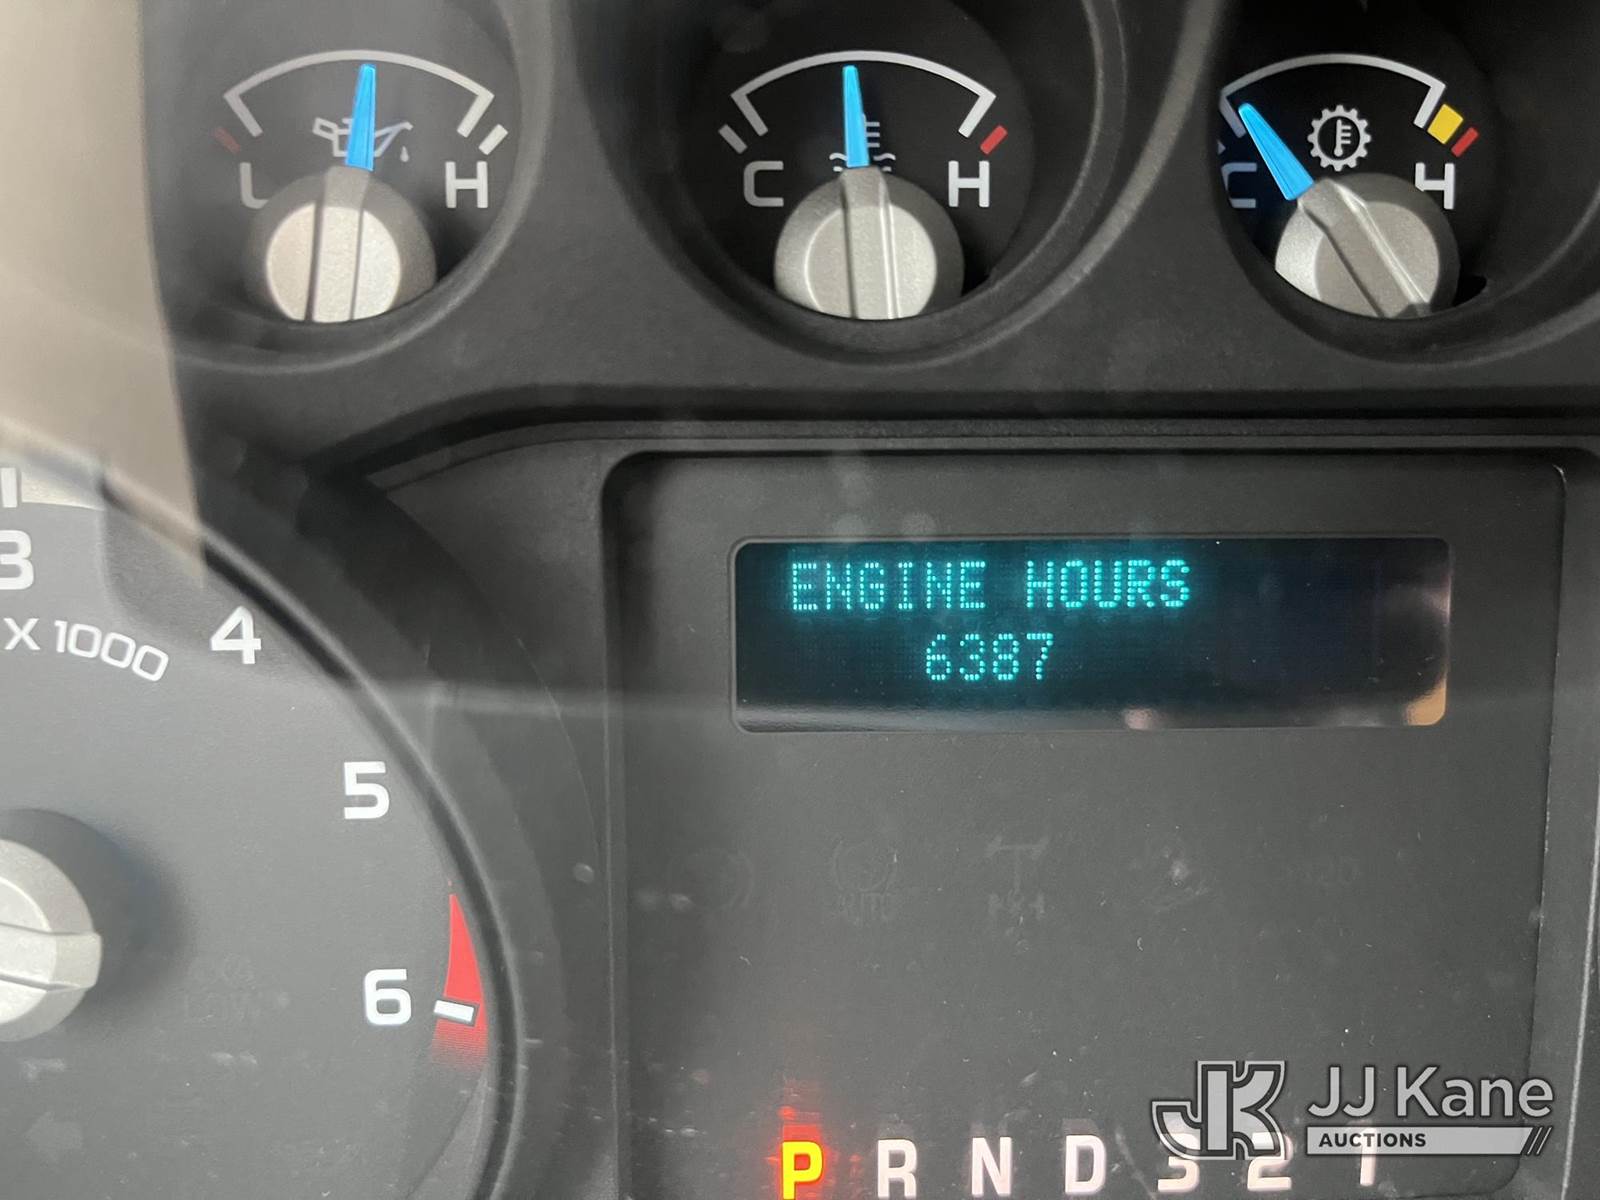 L H
C H
C H
ENGINE HOURS
6387
3
X 1000
4
5
6
P R N D 3 2 1
JJ Kane
AUCTIONS